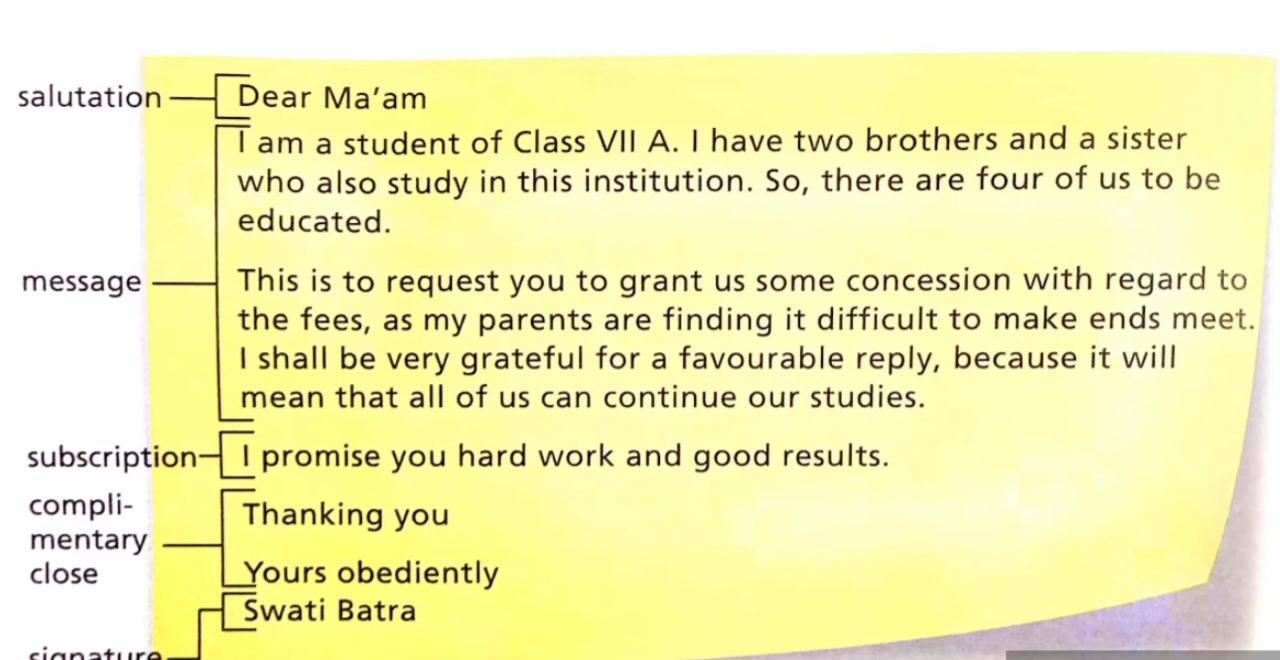 salutation Dear Ma'am
I am a student of Class VII A. I have two brothers and a sister
who also study in this institution. So, there are four of us to be
educated.
message This is to request you to grant us some concession with regard to
the fees, as my parents are finding it difficult to make ends meet.
I shall be very grateful for a favourable reply, because it will
mean that all of us can continue our studies.
subscription I promise you hard work and good results.
compli-
mentary
close
Thanking you
Yours obediently
Swati Batra
signature